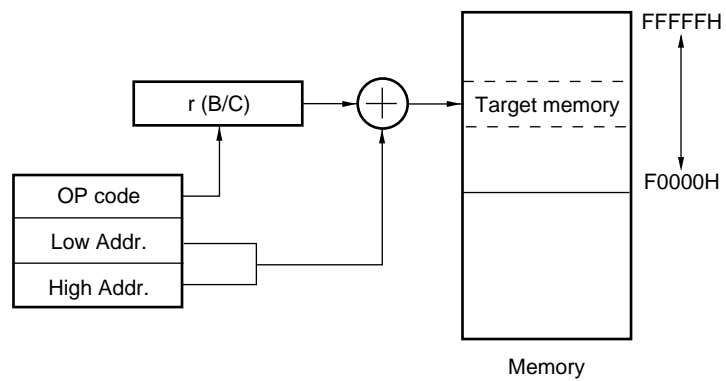 FFFFFH
r (B/C)
Target memory
OP code
F0000H
Low Addr.
High Addr.
Memory